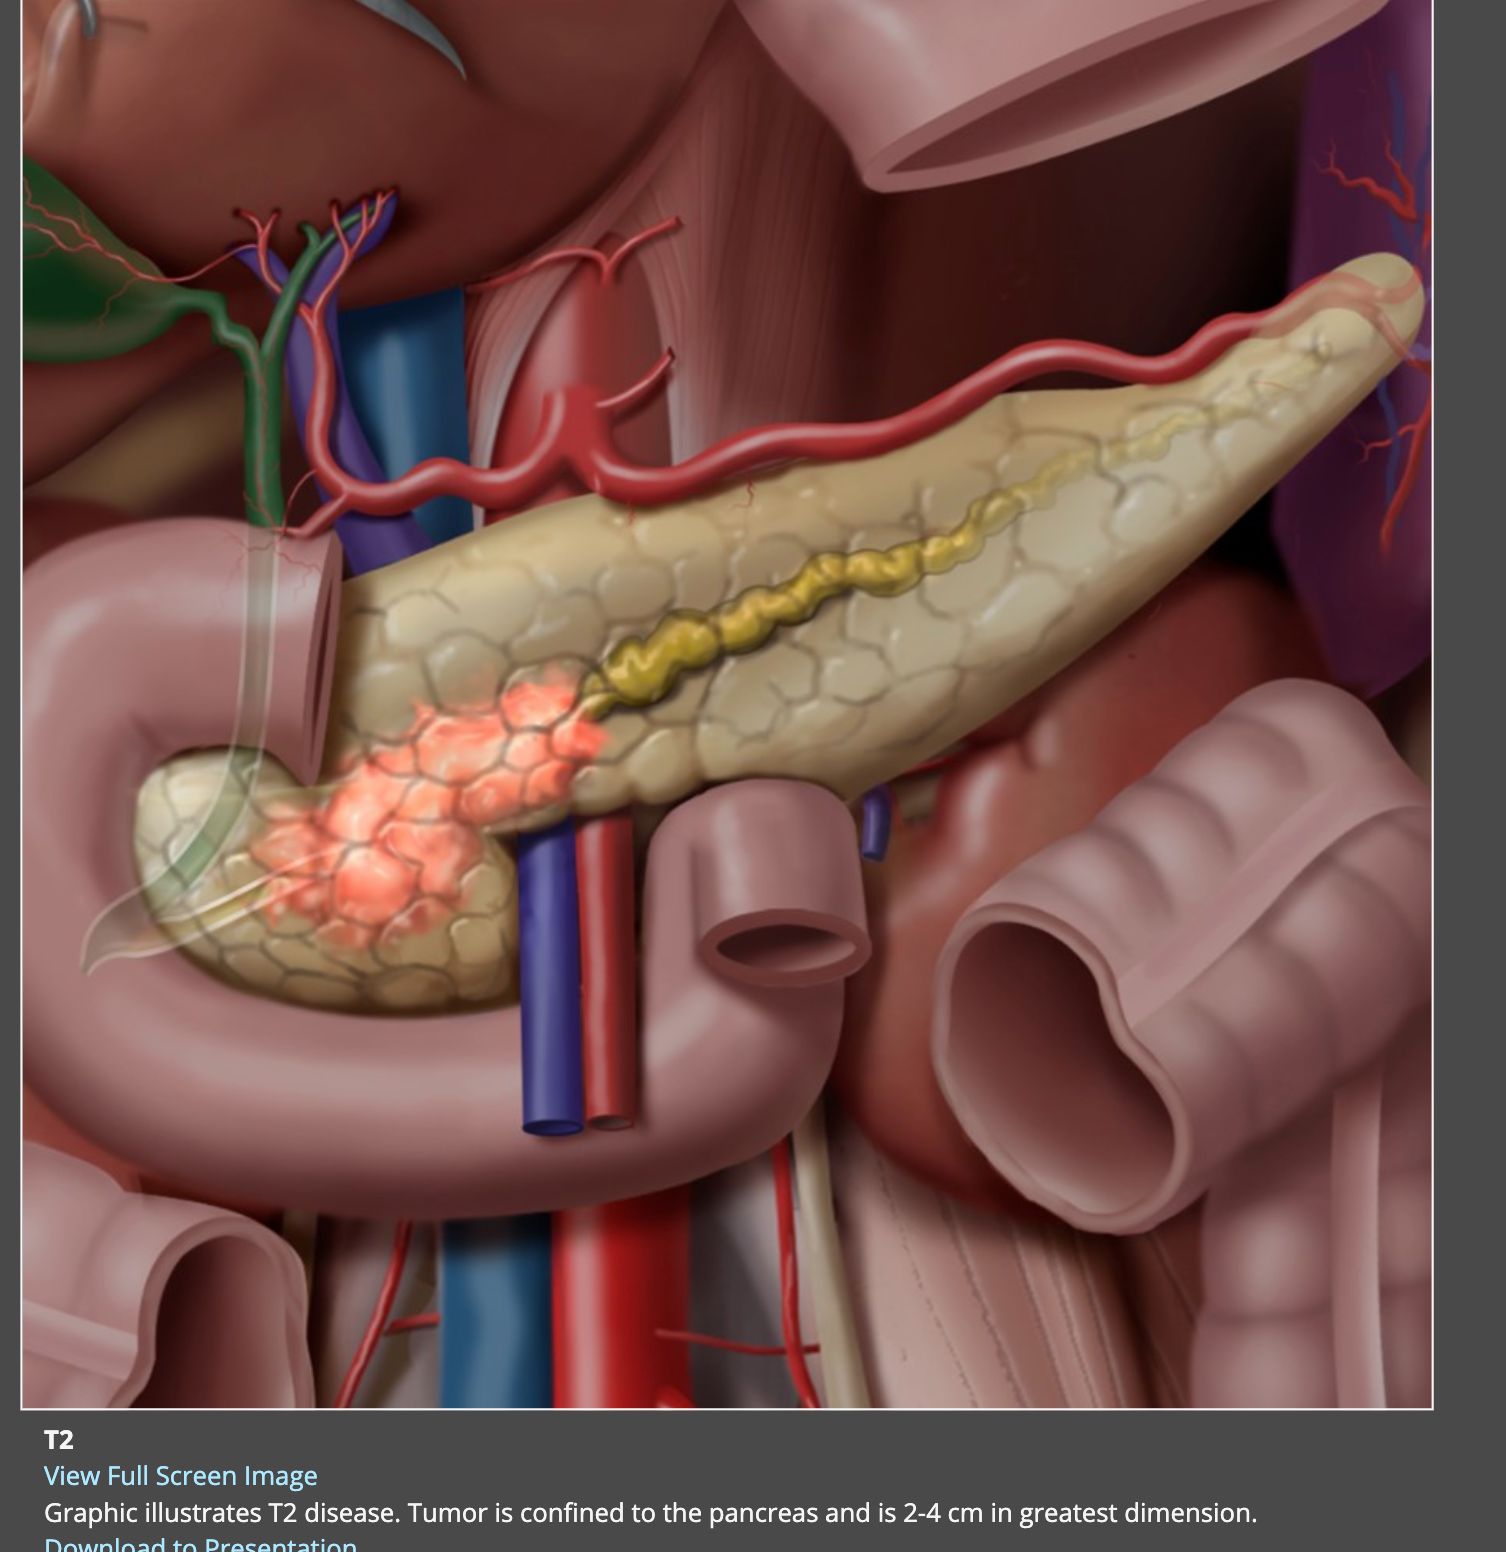 T2
View Full Screen Image
Graphic illustrates T2 disease. Tumor is confined to the pancreas and is 2-4 cm in greatest dimension.
Download to Presentation